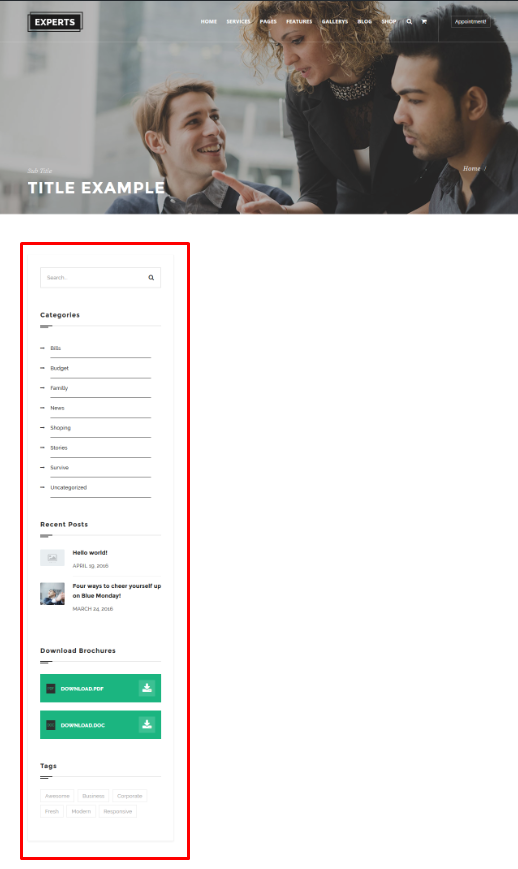 EXPERTS
HOME SERVICES PAGES FEATURES GALLERYS BLOG SHOP
Appointment!
Sub Title
TITLE EXAMPLE
Home /
Search..
Categories
Bills
Budget
Familly
News
Shoping
Stories
Survive
Uncategorized
Recent Posts
Hello world!
APRIL 19, 2016
Four ways to cheer yourself up
on Blue Monday!
MARCH 24, 2016
Download Brochures
DOWNLOAD.PDF
DOWNLOAD.DOC
Tags
Awesome Business Corporate
Fresh Modern Responsive